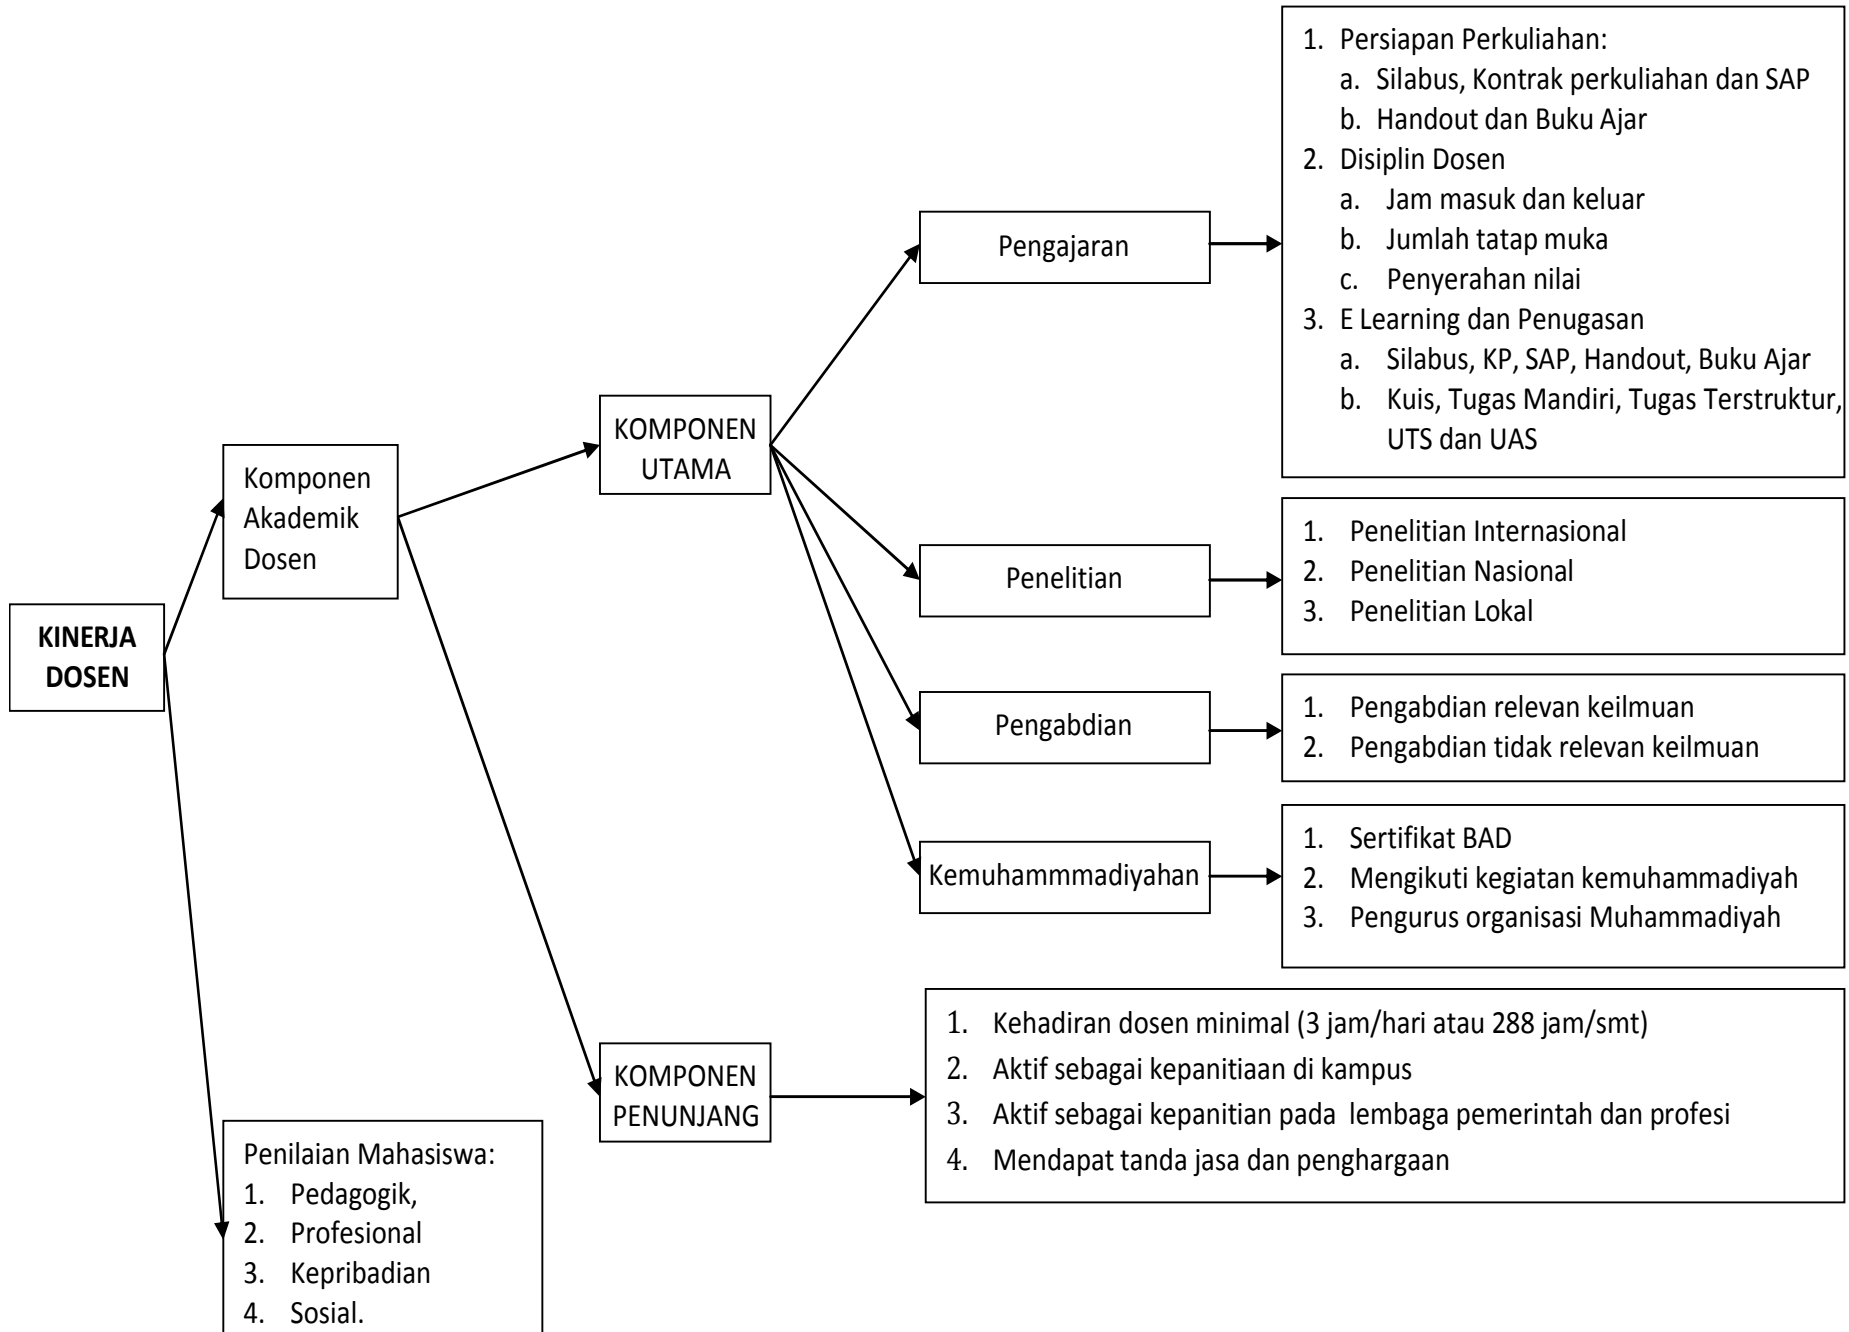 KINERJA
DOSEN
Komponen
Akademik
Dosen
Penilaian Mahasiswa:
1. Pedagogik,
2. Profesional
3. Kepribadian
4. Sosial.
KOMPONEN
UTAMA
KOMPONEN
PENUNJANG
Pengajaran
Penelitian
Pengabdian
Kemuhammmadiyahan
1. Persiapan Perkuliahan:
a. Silabus, Kontrak perkuliahan dan SAP
b. Handout dan Buku Ajar
2. Disiplin Dosen
a. Jam masuk dan keluar
b. Jumlah tatap muka
c. Penyerahan nilai
3. E Learning dan Penugasan
a. Silabus, KP, SAP, Handout, Buku Ajar
b. Kuis, Tugas Mandiri, Tugas Terstruktur,
UTS dan UAS
1. Penelitian Internasional
2. Penelitian Nasional
3. Penelitian Lokal
1. Pengabdian relevan keilmuan
2. Pengabdian tidak relevan keilmuan
1. Sertifikat BAD
2. Mengikuti kegiatan kemuhammadiyah
3. Pengurus organisasi Muhammadiyah
1. Kehadiran dosen minimal (3 jam/hari atau 288 jam/smt)
2. Aktif sebagai kepanitiaan di kampus
3. Aktif sebagai kepanitian pada lembaga pemerintah dan profesi
4. Mendapat tanda jasa dan penghargaan